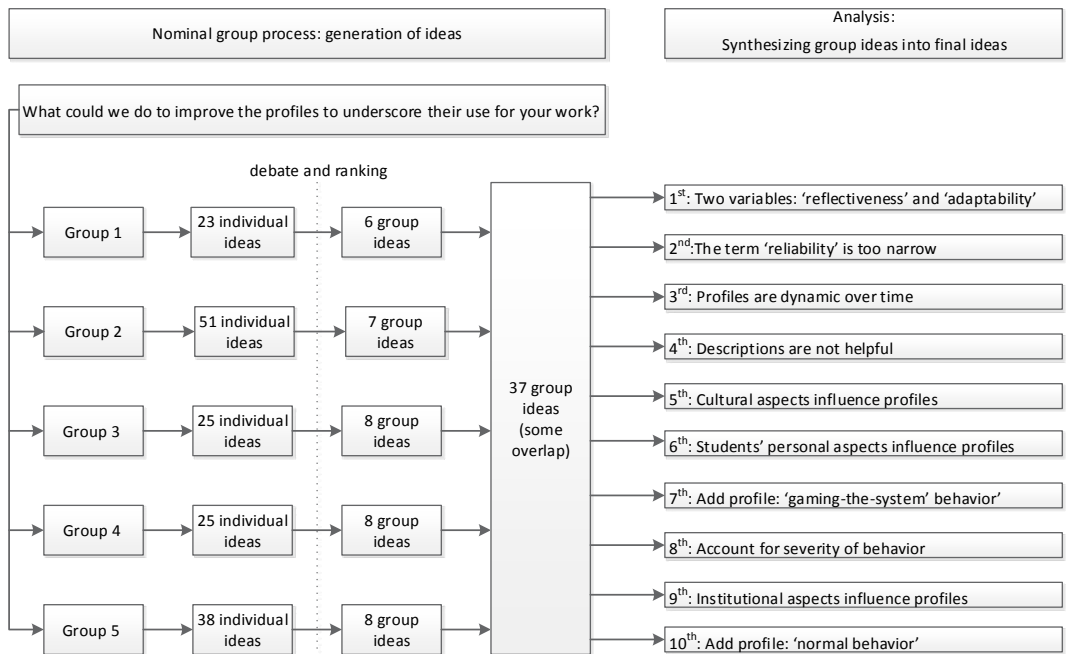 Nominal group process: generation of ideas
Analysis:
Synthesizing group ideas into final ideas
What could we do to improve the profiles to underscore their use for your work?
debate and ranking
Group 1
23 individual
ideas
6 group
ideas
Group 2
51 individual
ideas
7 group
ideas
Group 3
25 individual
ideas
8 group
ideas
Group 4
25 individual
ideas
8 group
ideas
Group 5
38 individual
ideas
8 group
ideas
37 group
ideas
(some
overlap)
1st: Two variables: ‘reflectiveness’ and ‘adaptability’
2nd:The term ‘reliability’ is too narrow
3rd: Profiles are dynamic over time
4th: Descriptions are not helpful
5th: Cultural aspects influence profiles
6th: Students’ personal aspects influence profiles
7th: Add profile: ‘gaming-the-system’ behavior’
8th: Account for severity of behavior
9th: Institutional aspects influence profiles
10th: Add profile: ‘normal behavior’